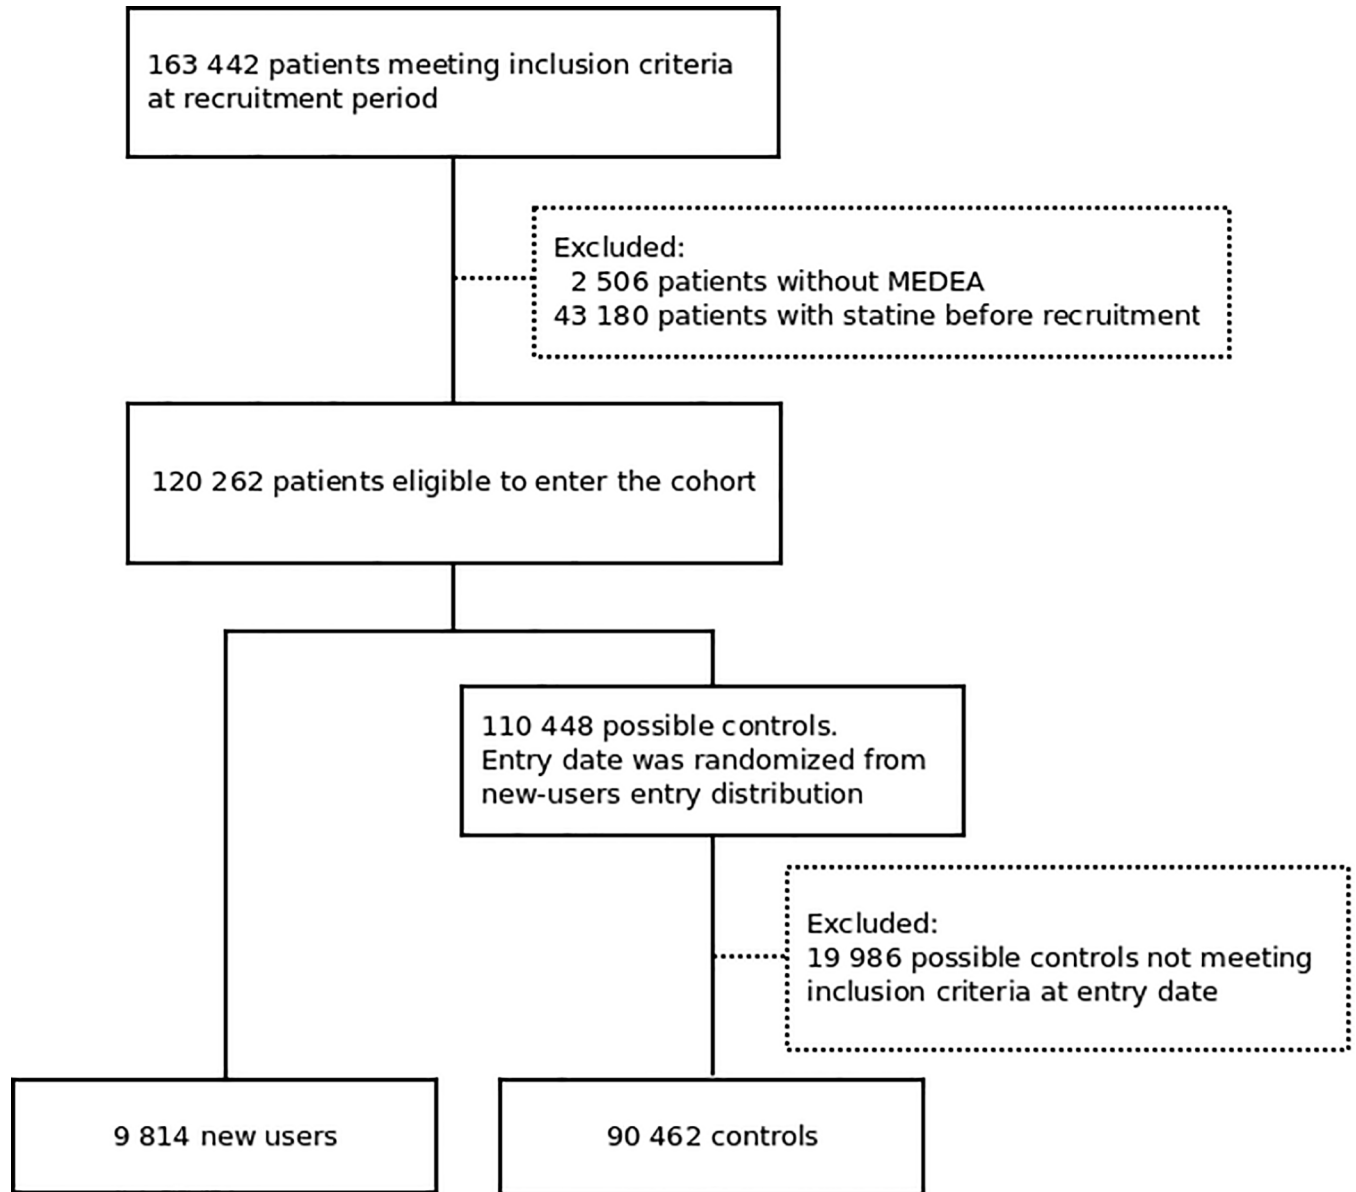 163 442 patients meeting inclusion criteria
at recruitment period
Excluded:
2 506 patients without MEDEA
43 180 patients with statine before recruitment
120 262 patients eligible to enter the cohort
110 448 possible controls.
Entry date was randomized from
new-users entry distribution
Excluded:
19 986 possible controls not meeting
inclusion criteria at entry date
9 814 new users
90 462 controls